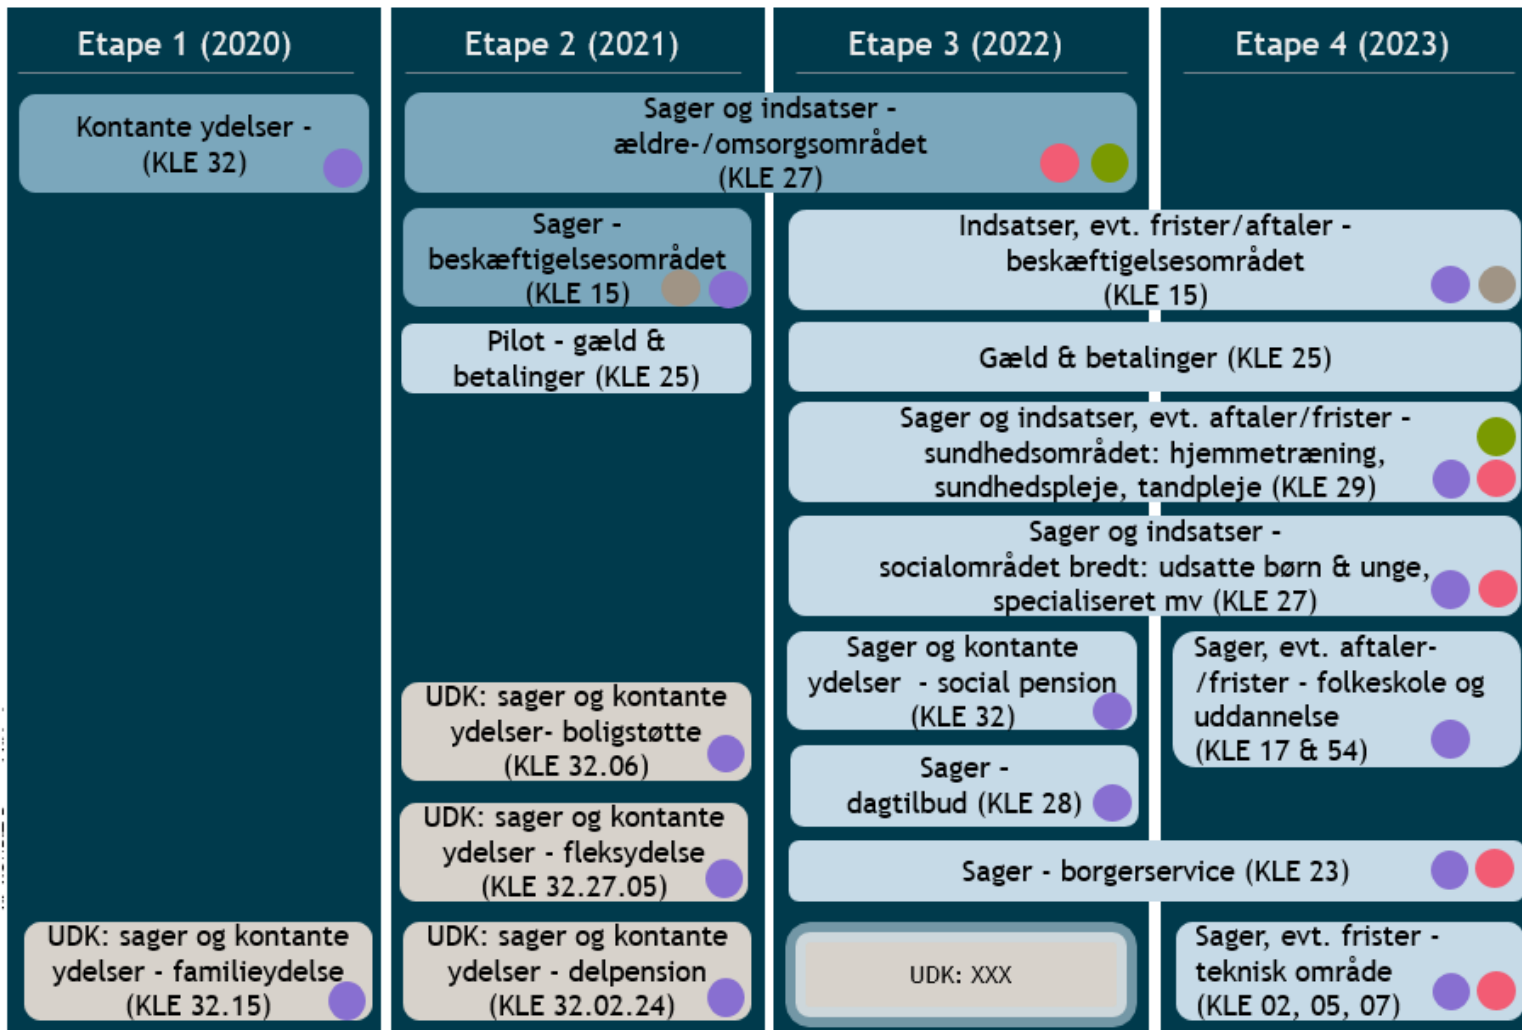 Etape 1 (2020)
Kontante ydelser -
(KLE 32)
UDK: sager og kontante
ydelser - familieydelse
(KLE 32.15)
Etape 2 (2021)
Etape 3 (2022)
Sager og indsatser -
ældre-/omsorgsområdet
(KLE 27)
Sager -
beskæftigelsesområdet
(KLE 15)
Pilot - gæld &
betalinger (KLE 25)
UDK: sager og kontante
ydelser- boligstøtte
(KLE 32.06)
UDK: sager og kontante
ydelser - fleksydelse
(KLE 32.27.05)
UDK: sager og kontante
ydelser - delpension
(KLE 32.02.24)
Etape 4 (2023)
Indsatser, evt. frister/aftaler -
beskæftigelsesområdet
(KLE 15)
Gæld & betalinger (KLE 25)
Sager og indsatser, evt. aftaler/frister -
sundhedsområdet: hjemmetræning,
sundhedspleje, tandpleje (KLE 29)
Sager og indsatser -
socialområdet bredt: udsatte børn & unge,
specialiseret mv (KLE 27)
Sager og kontante
ydelser - social pension
(KLE 32)
Sager -
dagtilbud (KLE 28)
Sager, evt. aftaler-
/frister - folkeskole og
uddannelse
(KLE 17 & 54)
Sager - borgerservice (KLE 23)
UDK: XXX
Sager, evt. frister -
teknisk område
(KLE 02, 05, 07)